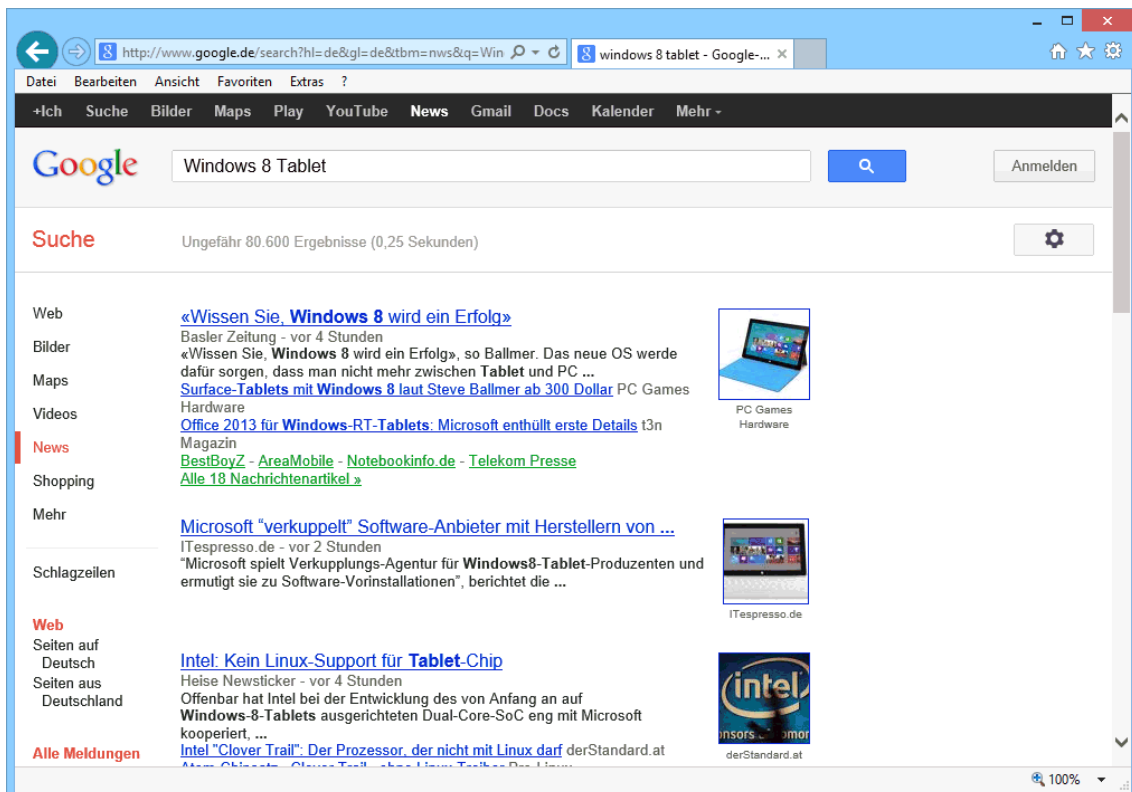 http://www.google.de/search?hl=de&gl=de&tbm=nws&q=Win
windows 8 tablet - Google-...
Datei Bearbeiten Ansicht Favoriten Extras ?
+Ich Suche Bilder Maps Play YouTube News Gmail Docs Kalender Mehr
Google
Windows 8 Tablet
Anmelden
Suche
Ungefähr 80.600 Ergebnisse (0,25 Sekunden)
Web
Bilder
Maps
Videos
News
Shopping
Mehr
Schlagzeilen
Web
Seiten auf
Deutsch
Seiten aus
Deutschland
Alle Meldungen
«Wissen Sie, Windows 8 wird ein Erfolg»
Basler Zeitung - vor 4 Stunden
«Wissen Sie, Windows 8 wird ein Erfolg», so Ballmer. Das neue OS werde
dafür sorgen, dass man nicht mehr zwischen Tablet und PC ...
Surface-Tablets mit Windows 8 laut Steve Ballmer ab 300 Dollar PC Games
Hardware
Office 2013 für Windows-RT-Tablets: Microsoft enthüllt erste Details t3n
Magazin
BestBoyZ - AreaMobile - Notebookinfo.de - Telekom Presse
Alle 18 Nachrichtenartikel »
PC Games
Hardware
Microsoft “verkuppelt” Software-Anbieter mit Herstellern von ...
ITespresso.de - vor 2 Stunden
“Microsoft spielt Verkupplungs-Agentur für Windows8-Tablet-Produzenten und
ermutigt sie zu Software-Vorinstallationen”, berichtet die ...
ITespresso.de
Intel: Kein Linux-Support für Tablet-Chip
Heise Newsticker - vor 4 Stunden
Offenbar hat Intel bei der Entwicklung des von Anfang an auf
Windows-8-Tablets ausgerichteten Dual-Core-SoC eng mit Microsoft
kooperiert, ...
Intel "Clover Trail": Der Prozessor, der nicht mit Linux darf derStandard.at
intel
derStandard.at
100%